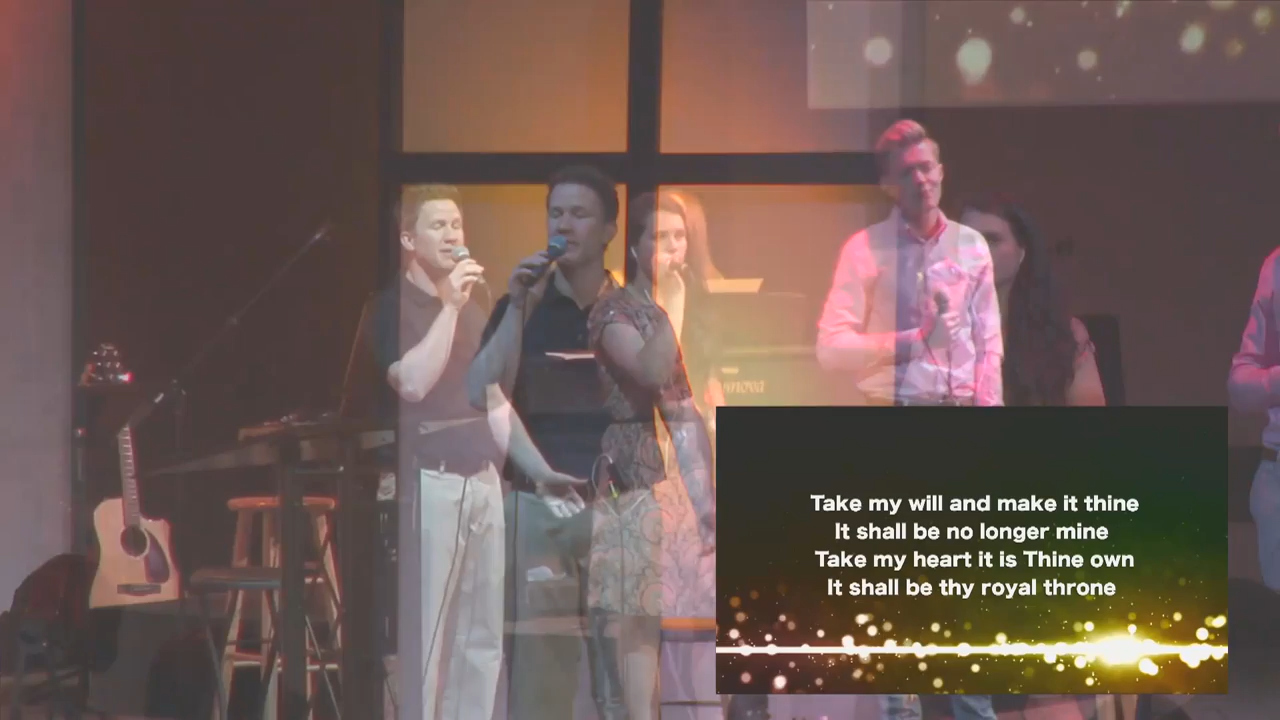 Take my will and make it thine
It shall be no longer mine
Take my heart it is Thine own
It shall be thy royal throne